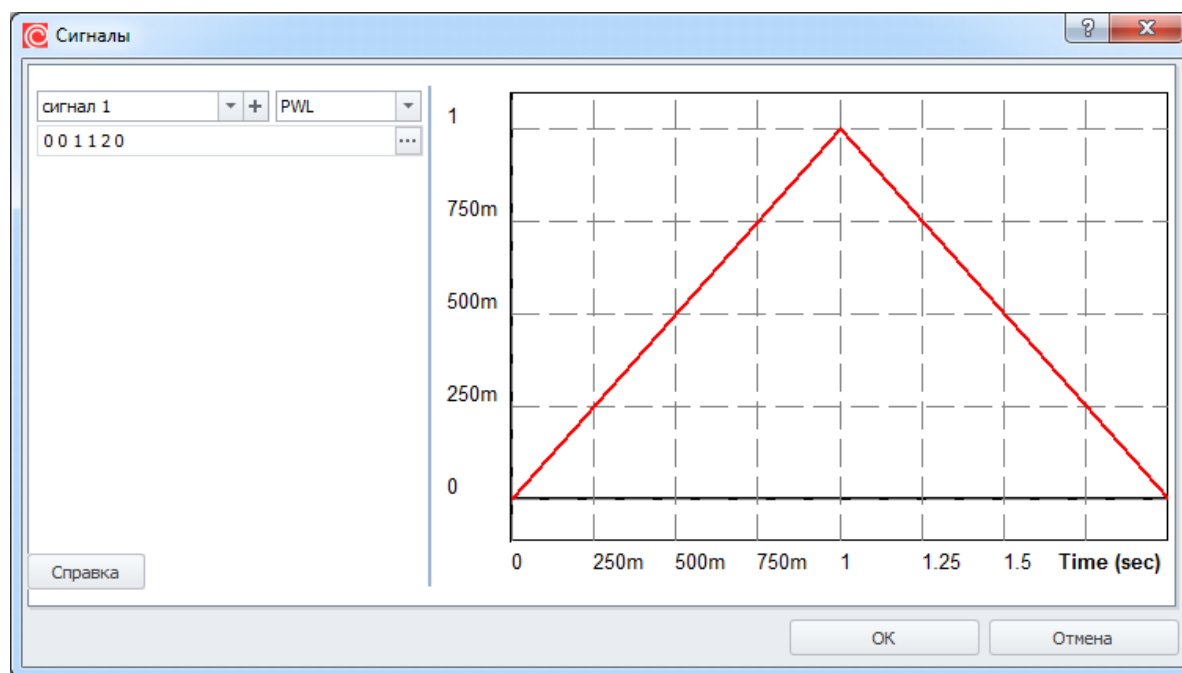 Сигналы
сигнал 1
PWL
0 0 1 1 2 0
1
750m
500m
250m
0
0 250m 500m 750m 1 1.25 1.5 Time (sec)
Справка
OK
Отмена